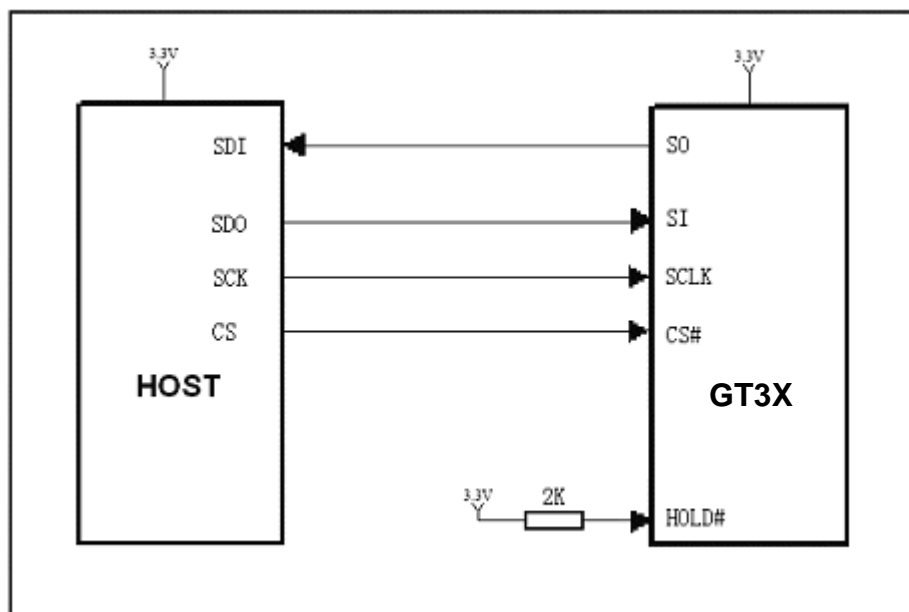 3.3V
3.3V
SDI
SO
SDO
SI
SCK
SCLK
CS
CS#
HOST
GT3X
3.3V
2K
HOLD#